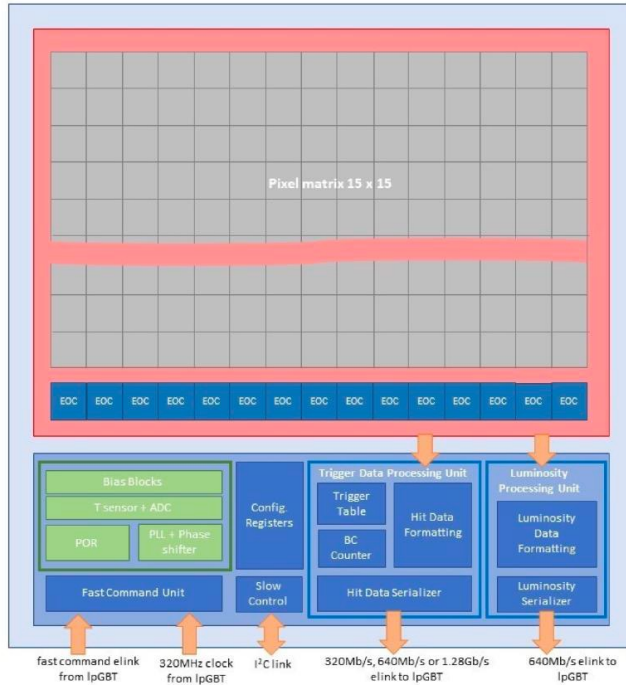 Pixel matrix 15 x 15
EOC EOC EOC EOC EOC EOC EOC EOC EOC EOC EOC EOC EOC EOC EOC
Bias Blocks
T sensor + ADC
POR
PLL + Phase
shifter
Fast Command Unit
Config
Registers
Slow
Control
Trigger Data Processing Unit
Trigger
Table
BC
Counter
Hit Data
Formatting
Hit Data Serializer
Luminosity
Processing Unit
Luminosity
Data
Formatting
Luminosity
Serializer
fast command elink
from lpGBT
320MHz clock
from lpGBT
I²C link
320Mb/s, 640Mb/s or 1.28Gb/s
elink to lpGBT
640Mb/s elink to
lpGBT